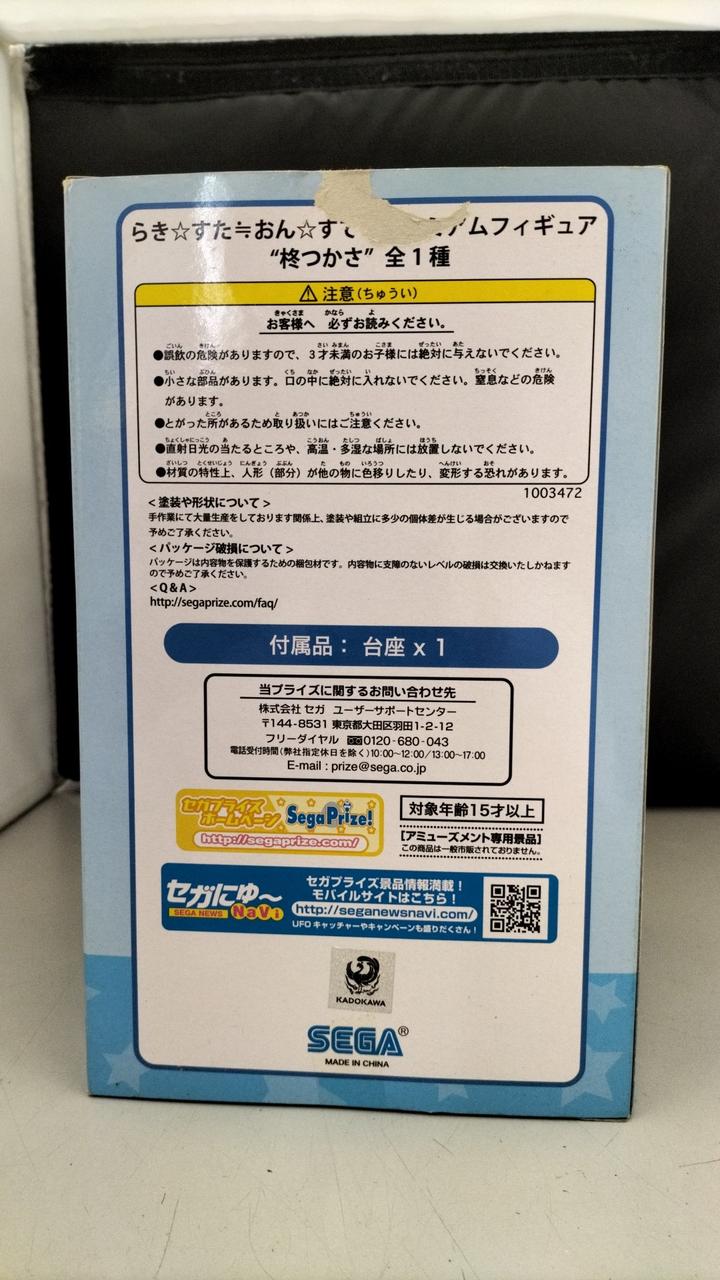 らき☆すた≒おん☆すて ミアムフィギュア
“柊つかさ” 全1種
⚠ 注意(ちゅうい)
お客様へ 必ずお読みください。
●誤飲の危険がありますので、3才未満のお子様には絶対に与えないでください。
●小さな部品があります。口の中に絶対に入れないでください。窒息などの危険
があります。
●とがった所があるため取り扱いにはご注意ください。
●直射日光の当たるところや、高温・多湿な場所には放置しないでください。
●材質の特性上、人形(部分)が他の物に色移りしたり、変形する恐れがあります。
1003472
<塗装や形状について>
手作業にて大量生産をしております関係上、塗装や組立に多少の個体差が生じる場合がございますので
予めご了承ください。
<パッケージ破損について>
パッケージは内容物を保護するための梱包材です。内容物に支障のないレベルの破損は交換いたしかねます
ので予めご了承ください。
<Q&A>
http://segaprize.com/faq/
付属品： 台座 x 1
当プライズに関するお問い合わせ先
株式会社 セガ ユーザーサポートセンター
〒144-8531 東京都大田区羽田1-2-12
フリーダイヤル 0120-680-043
電話受付時間(弊社指定休日を除く)10:00~12:00/13:00~17:00
E-mail : prize@sega.co.jp
セガプライズ
ホームページ
Sega Prize!
http://segaprize.com/
対象年齢15才以上
[アミューズメント専用景品]
この商品は一般市販されておりません。
セガにゅ〜
SEGA NEWS NaVi
セガプライズ景品情報満載！
モバイルサイトはこちら！
http://seganewsnavi.com/
UFOキャッチャーやキャンペーンも盛りだくさん！
KADOKAWA
SEGA®
MADE IN CHINA